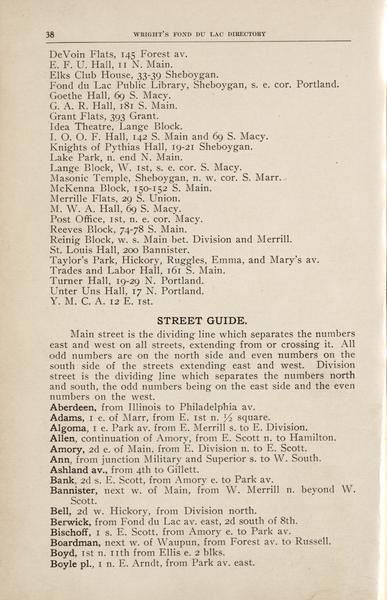 38
WRIGHT'S FOND DU LAC DIRECTORY
DeVoin Flats, 145 Forest av.
E. F. U. Hall, 11 N. Main.
Elks Club House, 33-39 Sheboygan.
Fond du Lac Public Library, Sheboygan, s. e. cor. Portland.
Goethe Hall, 69 S. Macy.
G. A. R. Hall, 181 S. Main.
Grant Flats, 393 Grant.
Idea Theatre, Lange Block.
I. O. O. F. Hall, 142 S. Main and 69 S. Macy.
Knights of Pythias Hall, 19-21 Sheboygan.
Lake Park, n. end N. Main.
Lange Block, W. 1st, s. e. cor. S. Macy.
Masonic Temple, Sheboygan, n. w. cor. S. Marr.
McKenna Block, 150-152 S. Main.
Merrille Flats, 29 S. Union.
M. W. A. Hall, 69 S. Macy.
Post Office, 1st, n. e. cor. Macy.
Reeves Block, 74-78 S. Main.
Reinig Block, w. s. Main bet. Division and Merrill.
St. Louis Hall, 200 Bannister.
Taylor's Park, Hickory, Ruggles, Emma, and Mary's av.
Trades and Labor Hall, 161 S. Main.
Turner Hall, 19-29 N. Portland.
Unter Uns Hall, 17 N. Portland.
Y. M. C. A. 12 E. 1st.
STREET GUIDE.
Main street is the dividing line which separates the numbers
east and west on all streets, extending from or crossing it. All
odd numbers are on the north side and even numbers on the
south side of the streets extending east and west. Division
street is the dividing line which separates the numbers north
and south, the odd numbers being on the east side and the even
numbers on the west.
Aberdeen, from Illinois to Philadelphia av.
Adams, 1 e. of Marr, from E. 1st n. ½ square.
Algoma, 1 e. Park av. from E. Merrill s. to E. Division.
Allen, continuation of Amory, from E. Scott n. to Hamilton.
Amory, 2d e. of Main, from E. Division n. to E. Scott.
Ann, from junction Military and Superior s. to W. South.
Ashland av., from 4th to Gillett.
Bank, 2d s. E. Scott, from Amory e. to Park av.
Bannister, next w. of Main, from W. Merrill n. beyond W.
Scott.
Bell, 2d w. Hickory, from Division north.
Berwick, from Fond du Lac av. east, 2d south of 8th.
Bischoff, 1 s. E. Scott, from Amory e. to Park av.
Boardman, next w. of Waupun, from Forest av. to Russell.
Boyd, 1st n. 11th from Ellis e. 2 blks.
Boyle pl., 1 n. E. Arndt, from Park av. east.